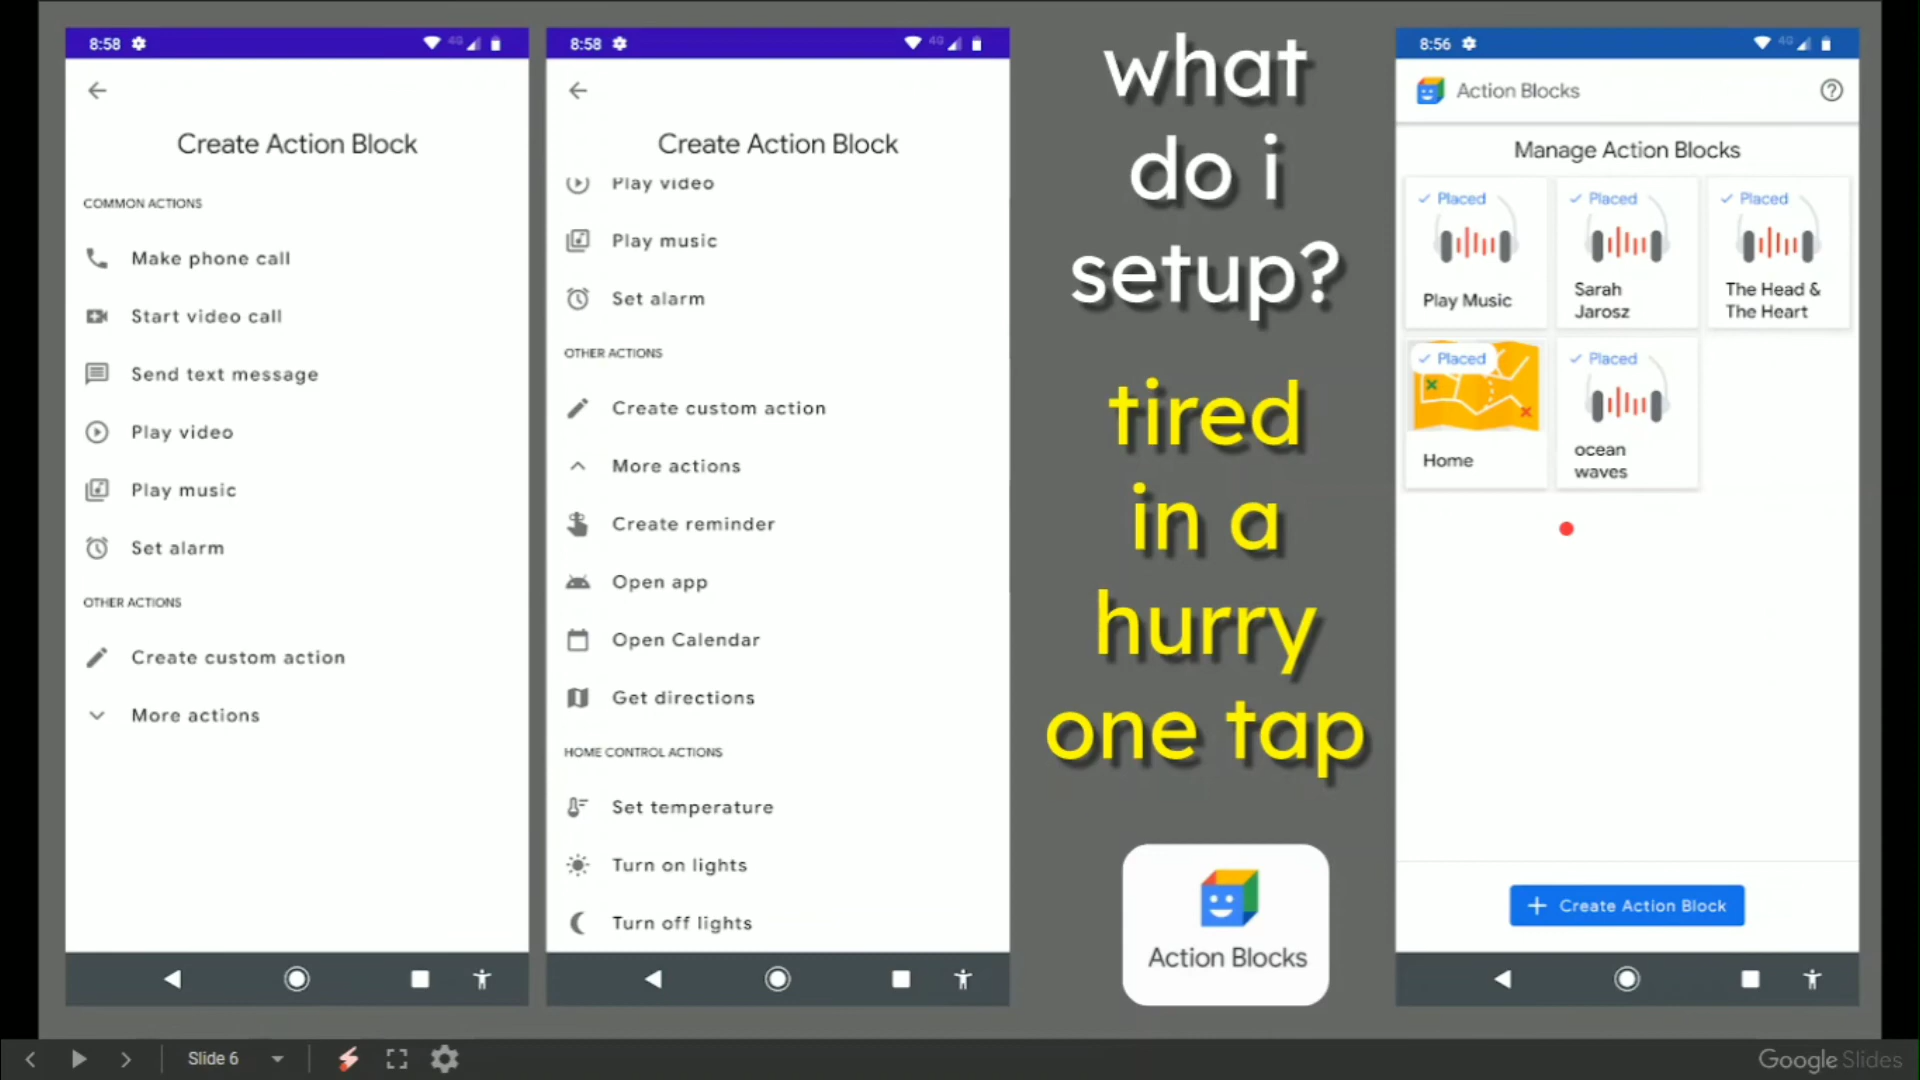 8:58
4G
Create Action Block
COMMON ACTIONS
Make phone call
Start video call
Send text message
Play video
Play music
Set alarm
OTHER ACTIONS
Create custom action
More actions
8:58
4G
Create Action Block
Play video
Play music
Set alarm
OTHER ACTIONS
Create custom action
More actions
Create reminder
Open app
Open Calendar
Get directions
HOME CONTROL ACTIONS
Set temperature
Turn on lights
Turn off lights
what
do i
setup?
tired
in a
hurry
one tap
Action Blocks
8:56
4G
Action Blocks
Manage Action Blocks
Placed
Play Music
Placed
Sarah
Jarosz
Placed
The Head &
The Heart
Placed
Home
Placed
ocean
waves
+ Create Action Block
Slide 6
Google Slides